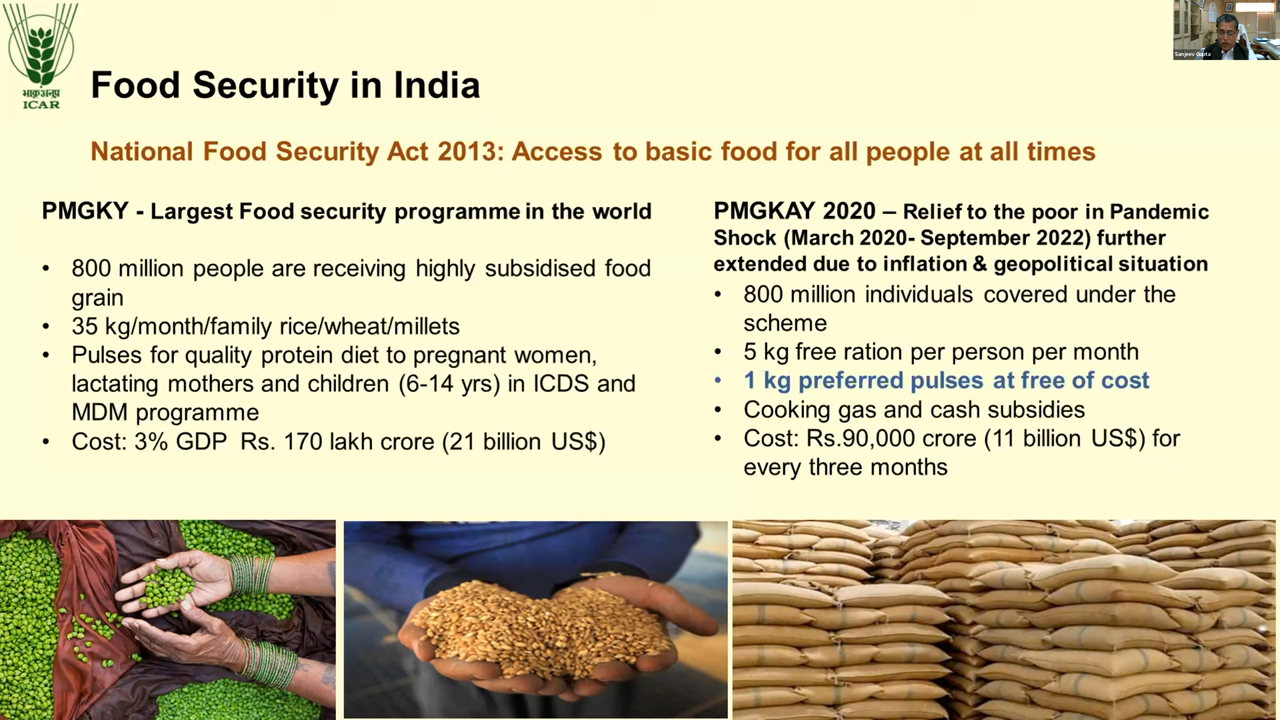 भाकृअनुप
ICAR
Sanjeev Gupta
Food Security in India
National Food Security Act 2013: Access to basic food for all people at all times
PMGKY - Largest Food security programme in the world
• 800 million people are receiving highly subsidised food
grain
• 35 kg/month/family rice/wheat/millets
• Pulses for quality protein diet to pregnant women,
lactating mothers and children (6-14 yrs) in ICDS and
MDM programme
• Cost: 3% GDP Rs. 170 lakh crore (21 billion US$)
PMGKAY 2020 – Relief to the poor in Pandemic
Shock (March 2020- September 2022) further
extended due to inflation & geopolitical situation
• 800 million individuals covered under the
scheme
• 5 kg free ration per person per month
• 1 kg preferred pulses at free of cost
• Cooking gas and cash subsidies
• Cost: Rs.90,000 crore (11 billion US$) for
every three months